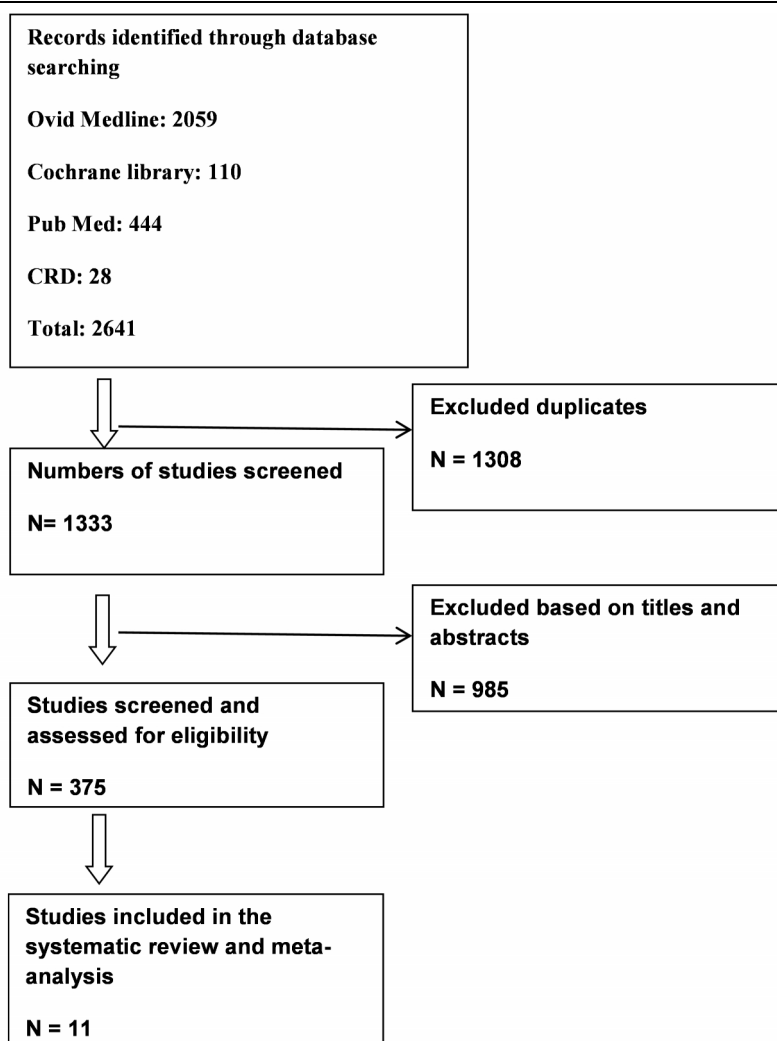 Records identified through database
searching
Ovid Medline: 2059
Cochrane library: 110
Pub Med: 444
CRD: 28
Total: 2641
Excluded duplicates
N = 1308
Numbers of studies screened
N= 1333
Excluded based on titles and
abstracts
N = 985
Studies screened and
assessed for eligibility
N = 375
Studies included in the
systematic review and meta-
analysis
N = 11